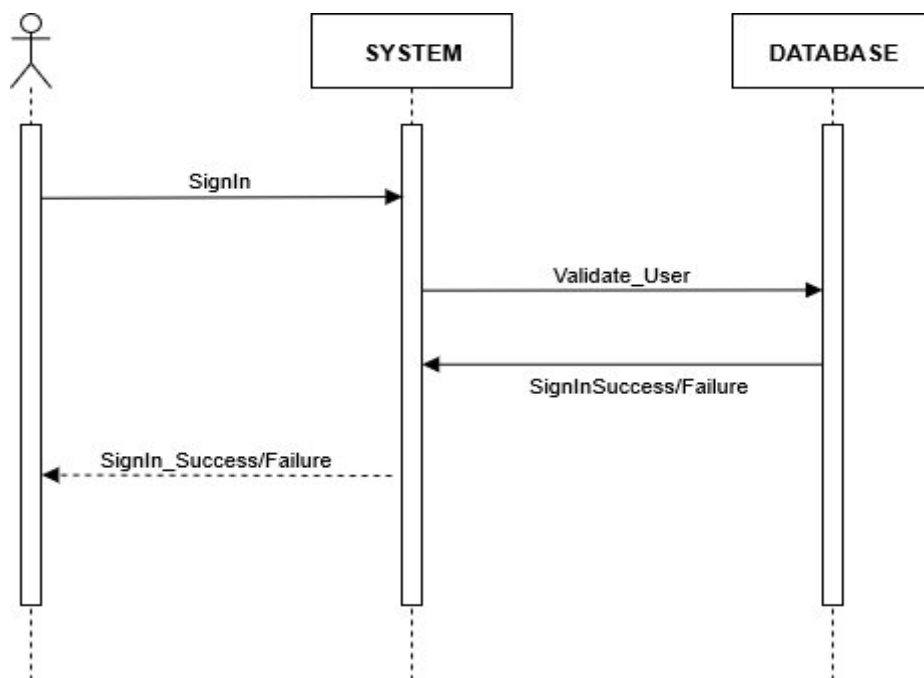 SYSTEM
DATABASE
SignIn
Validate_User
SignInSuccess/Failure
SignIn_Success/Failure